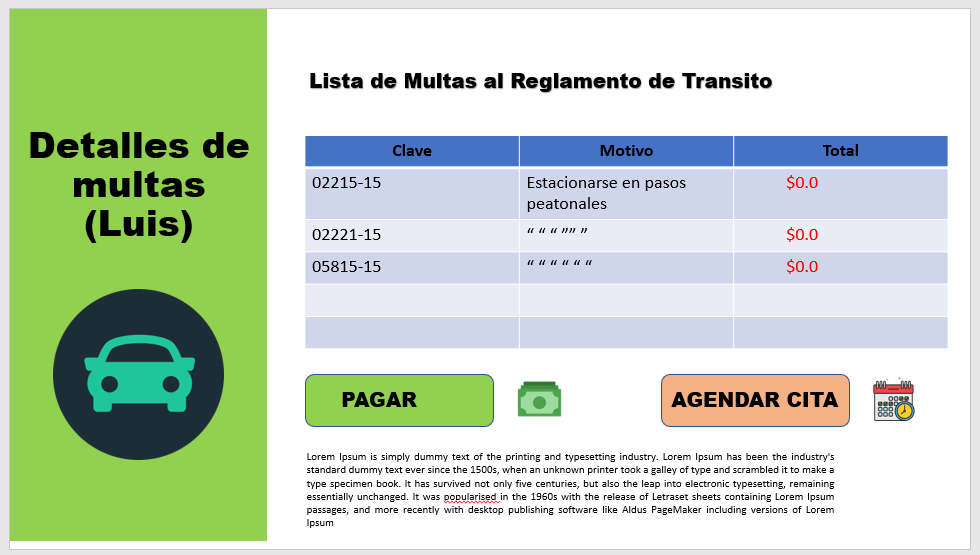 Detalles de
multas
(Luis)
Lista de Multas al Reglamento de Transito
Clave Motivo Total
02215-15 Estacionarse en pasos $0.0
peatonales
02221-15 “ “ “ ”” ” $0.0
05815-15 “ “ “ “ “ “ $0.0
PAGAR AGENDAR CITA
Lorem Ipsum is simply dummy text of the printing and typesetting industry. Lorem Ipsum has been the industry's
standard dummy text ever since the 1500s, when an unknown printer took a galley of type and scrambled it to make a
type specimen book. It has survived not only five centuries, but also the leap into electronic typesetting, remaining
essentially unchanged. It was popularised in the 1960s with the release of Letraset sheets containing Lorem Ipsum
passages, and more recently with desktop publishing software like Aldus PageMaker including versions of Lorem
Ipsum